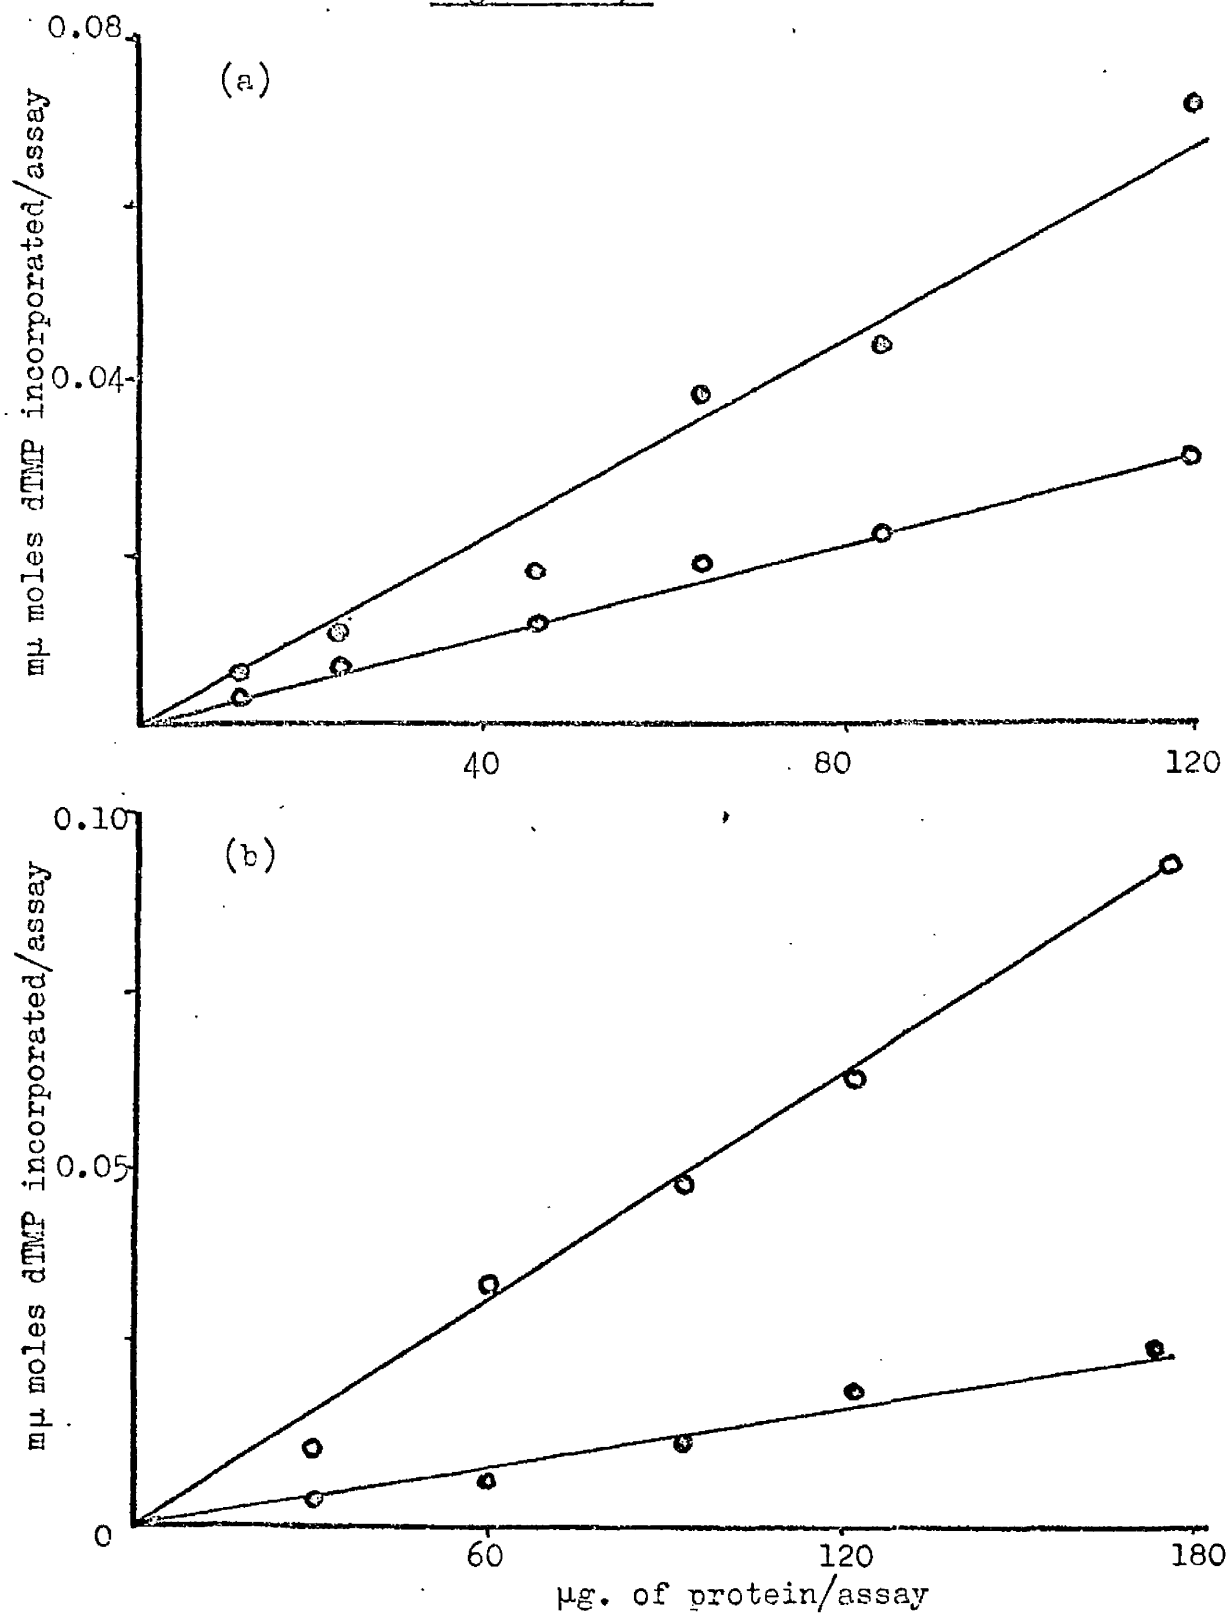 0.08
(a)
mµ moles dTMP incorporated/assay
0.04
40
80
120
0.10
(b)
mµ moles dTMP incorporated/assay
0.05
0
60
120
180
µg. of protein/assay